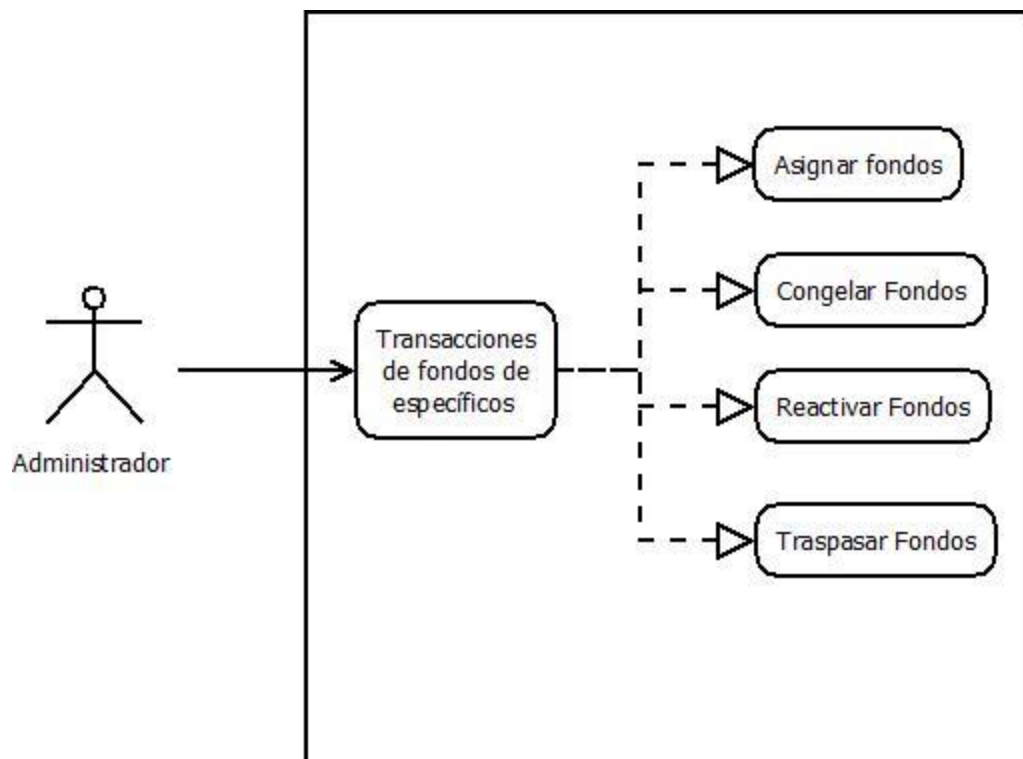 Asignar fondos
Congelar Fondos
Transacciones
de fondos de
específicos
Reactivar Fondos
Administrador
Traspasar Fondos